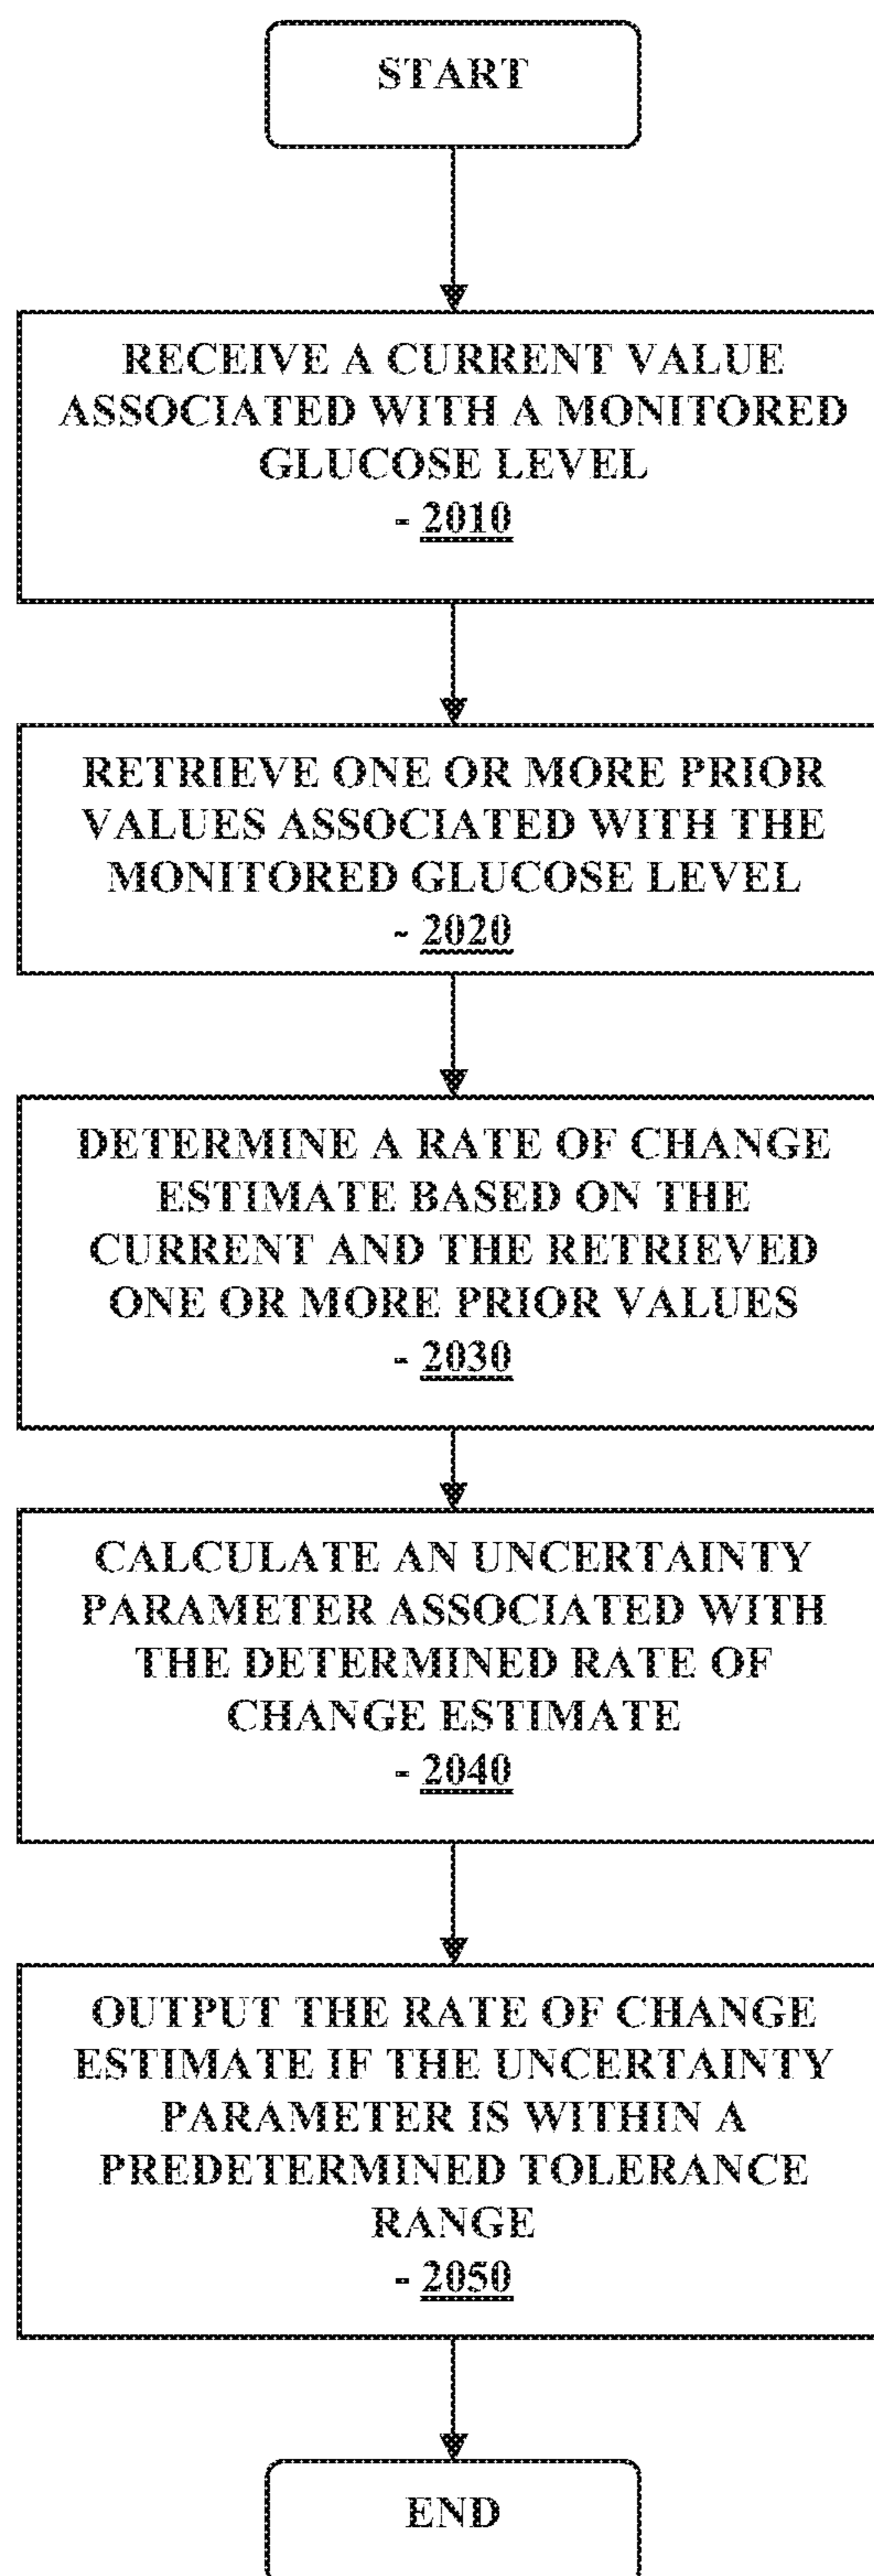 START
RECEIVE A CURRENT VALUE
ASSOCIATED WITH A MONITORED
GLUCOSE LEVEL
- 2010
RETRIEVE ONE OR MORE PRIOR
VALUES ASSOCIATED WITH THE
MONITORED GLUCOSE LEVEL
- 2020
DETERMINE A RATE OF CHANGE
ESTIMATE BASED ON THE
CURRENT AND THE RETRIEVED
ONE OR MORE PRIOR VALUES
- 2030
CALCULATE AN UNCERTAINTY
PARAMETER ASSOCIATED WITH
THE DETERMINED RATE OF
CHANGE ESTIMATE
- 2040
OUTPUT THE RATE OF CHANGE
ESTIMATE IF THE UNCERTAINTY
PARAMETER IS WITHIN A
PREDETERMINED TOLERANCE
RANGE
- 2050
END